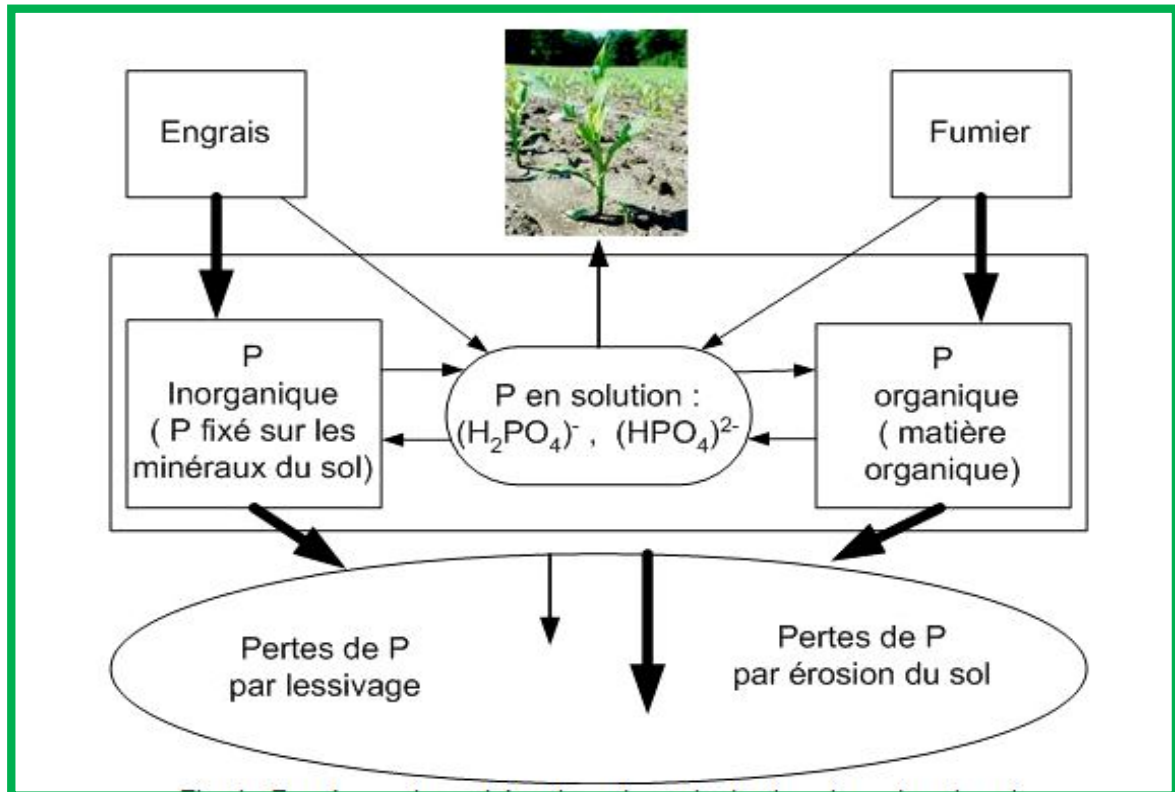 Engrais
Fumier
P
Inorganique
( P fixé sur les
minéraux du sol)
P en solution :
(H₂PO₄)⁻ , (HPO₄)²⁻
P
organique
( matière
organique)
Pertes de P
par lessivage
Pertes de P
par érosion du sol